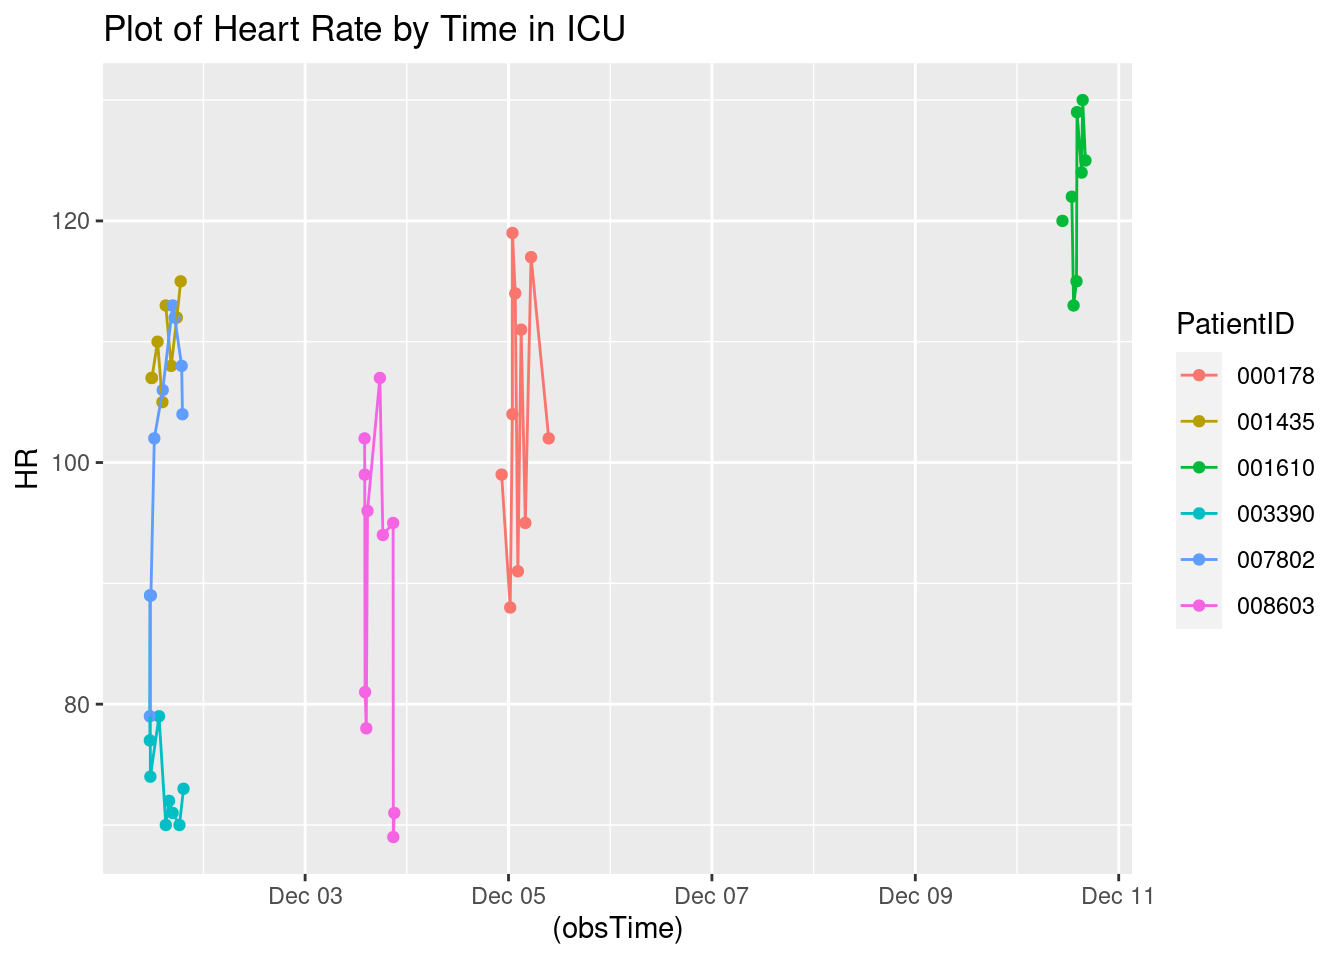 Plot of Heart Rate by Time in ICU
HR
120
100
80
Dec 03 Dec 05 Dec 07 Dec 09 Dec 11
(obsTime)
PatientID
000178
001435
001610
003390
007802
008603